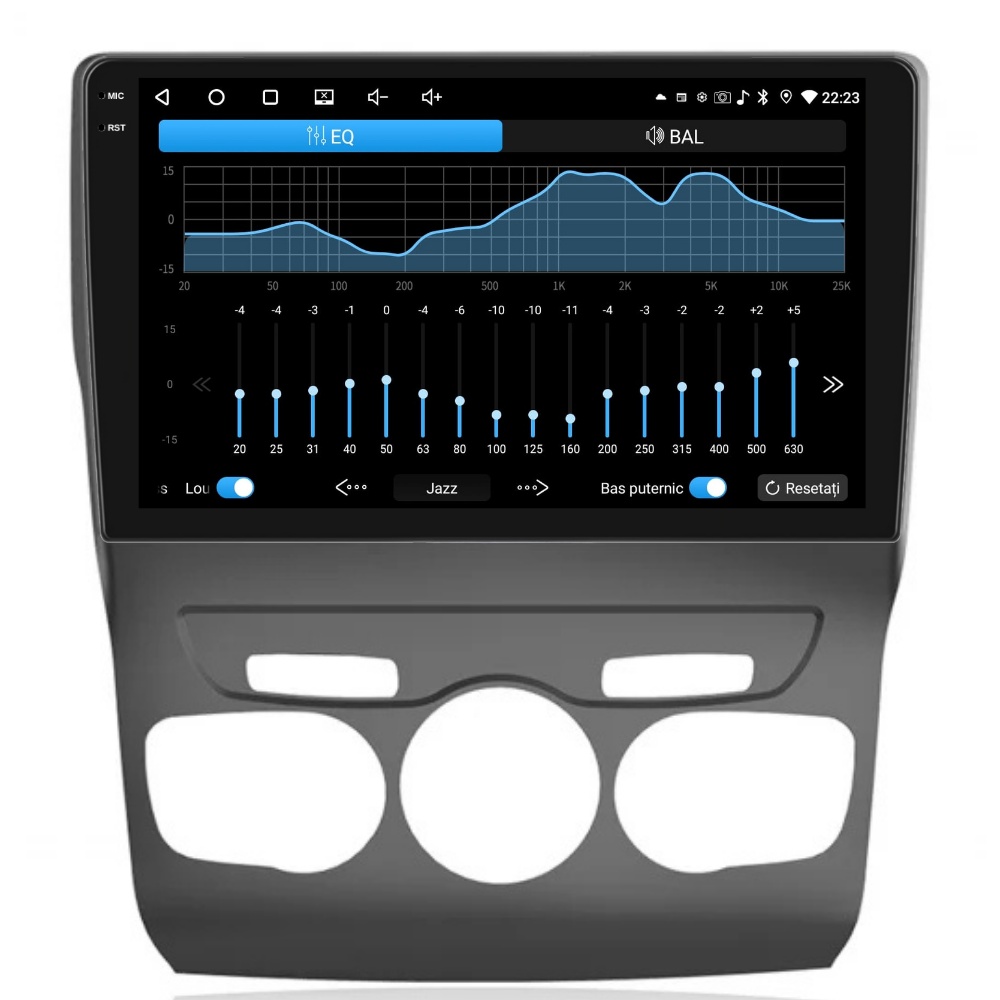 MIC
22:23
RST
EQ
BAL
15
0
-15
20 50 100 200 500 1K 2K 5K 10K 25K
-4 -4 -3 -1 0 -4 -6 -10 -10 -11 -4 -3 -2 -2 +2 +5
15
0
-15
20 25 31 40 50 63 80 100 125 160 200 250 315 400 500 630
s Lou Jazz Bas puternic Resetați